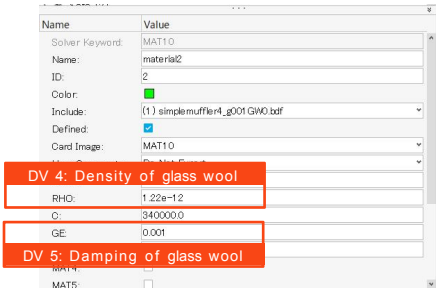 Name Value
Solver Keyword: MAT10
Name: material2
ID: 2
Color:
Include: (1) simplemuffler4_g001GW0.bdf
Defined:
Card Image: MAT10
DV 4: Density of glass wool
RHO: 1.22e-12
C: 340000.0
GE: 0.001
DV 5: Damping of glass wool
MAT4:
MAT5: